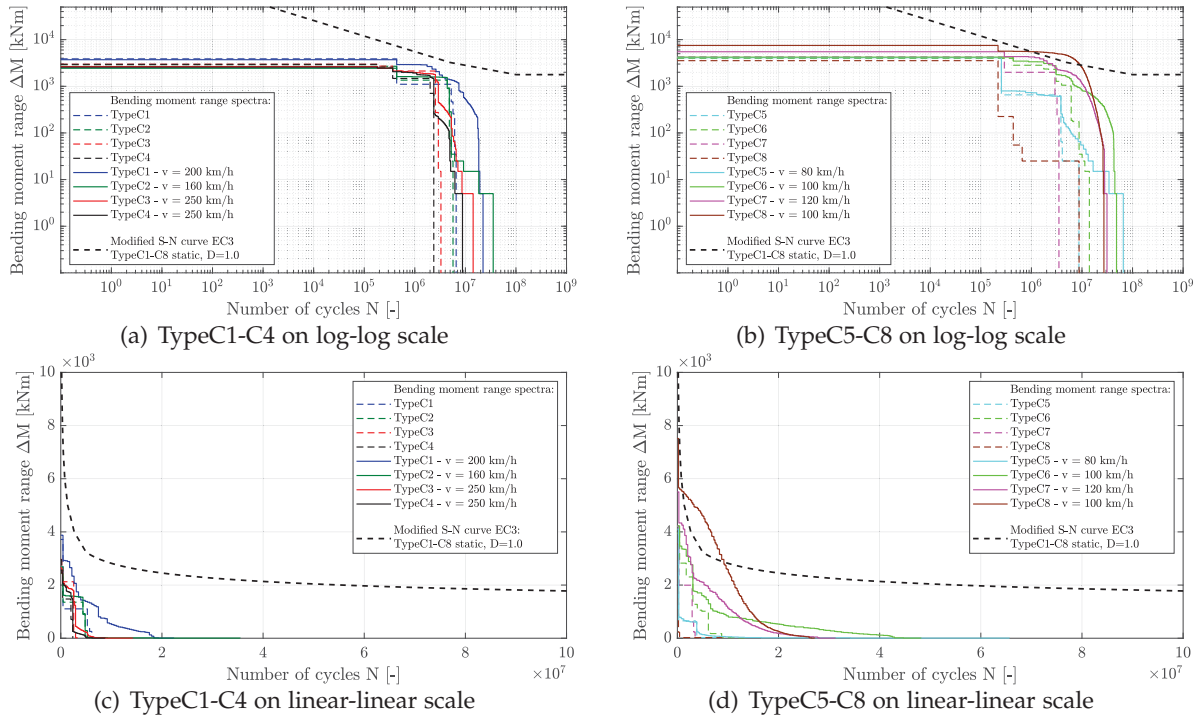 Bending moment range ΔM [kNm]
10^4
10^3
10^2
10^1
10^0
Bending moment range spectra:
TypeC1
TypeC2
TypeC3
TypeC4
TypeC1 - v = 200 km/h
TypeC2 - v = 160 km/h
TypeC3 - v = 250 km/h
TypeC4 - v = 250 km/h
Modified S-N curve EC3
TypeC1-C8 static, D=1.0
10^0 10^1 10^2 10^3 10^4 10^5 10^6 10^7 10^8 10^9
Number of cycles N [-]
(a) TypeC1-C4 on log-log scale
Bending moment range ΔM [kNm]
10^4
10^3
10^2
10^1
10^0
Bending moment range spectra:
TypeC5
TypeC6
TypeC7
TypeC8
TypeC5 - v = 80 km/h
TypeC6 - v = 100 km/h
TypeC7 - v = 120 km/h
TypeC8 - v = 100 km/h
Modified S-N curve EC3
TypeC1-C8 static, D=1.0
10^0 10^1 10^2 10^3 10^4 10^5 10^6 10^7 10^8 10^9
Number of cycles N [-]
(b) TypeC5-C8 on log-log scale
× 10^3
Bending moment range ΔM [kNm]
10
8
6
4
2
0
Bending moment range spectra:
TypeC1
TypeC2
TypeC3
TypeC4
TypeC1 - v = 200 km/h
TypeC2 - v = 160 km/h
TypeC3 - v = 250 km/h
TypeC4 - v = 250 km/h
Modified S-N curve EC3:
TypeC1-C8 static, D=1.0
0 2 4 6 8 10
Number of cycles N [-]
×10^7
(c) TypeC1-C4 on linear-linear scale
× 10^3
Bending moment range ΔM [kNm]
10
8
6
4
2
0
Bending moment range spectra:
TypeC5
TypeC6
TypeC7
TypeC8
TypeC5 - v = 80 km/h
TypeC6 - v = 100 km/h
TypeC7 - v = 120 km/h
TypeC8 - v = 100 km/h
Modified S-N curve EC3
TypeC1-C8 static, D=1.0
0 2 4 6 8 10
Number of cycles N [-]
×10^7
(d) TypeC5-C8 on linear-linear scale